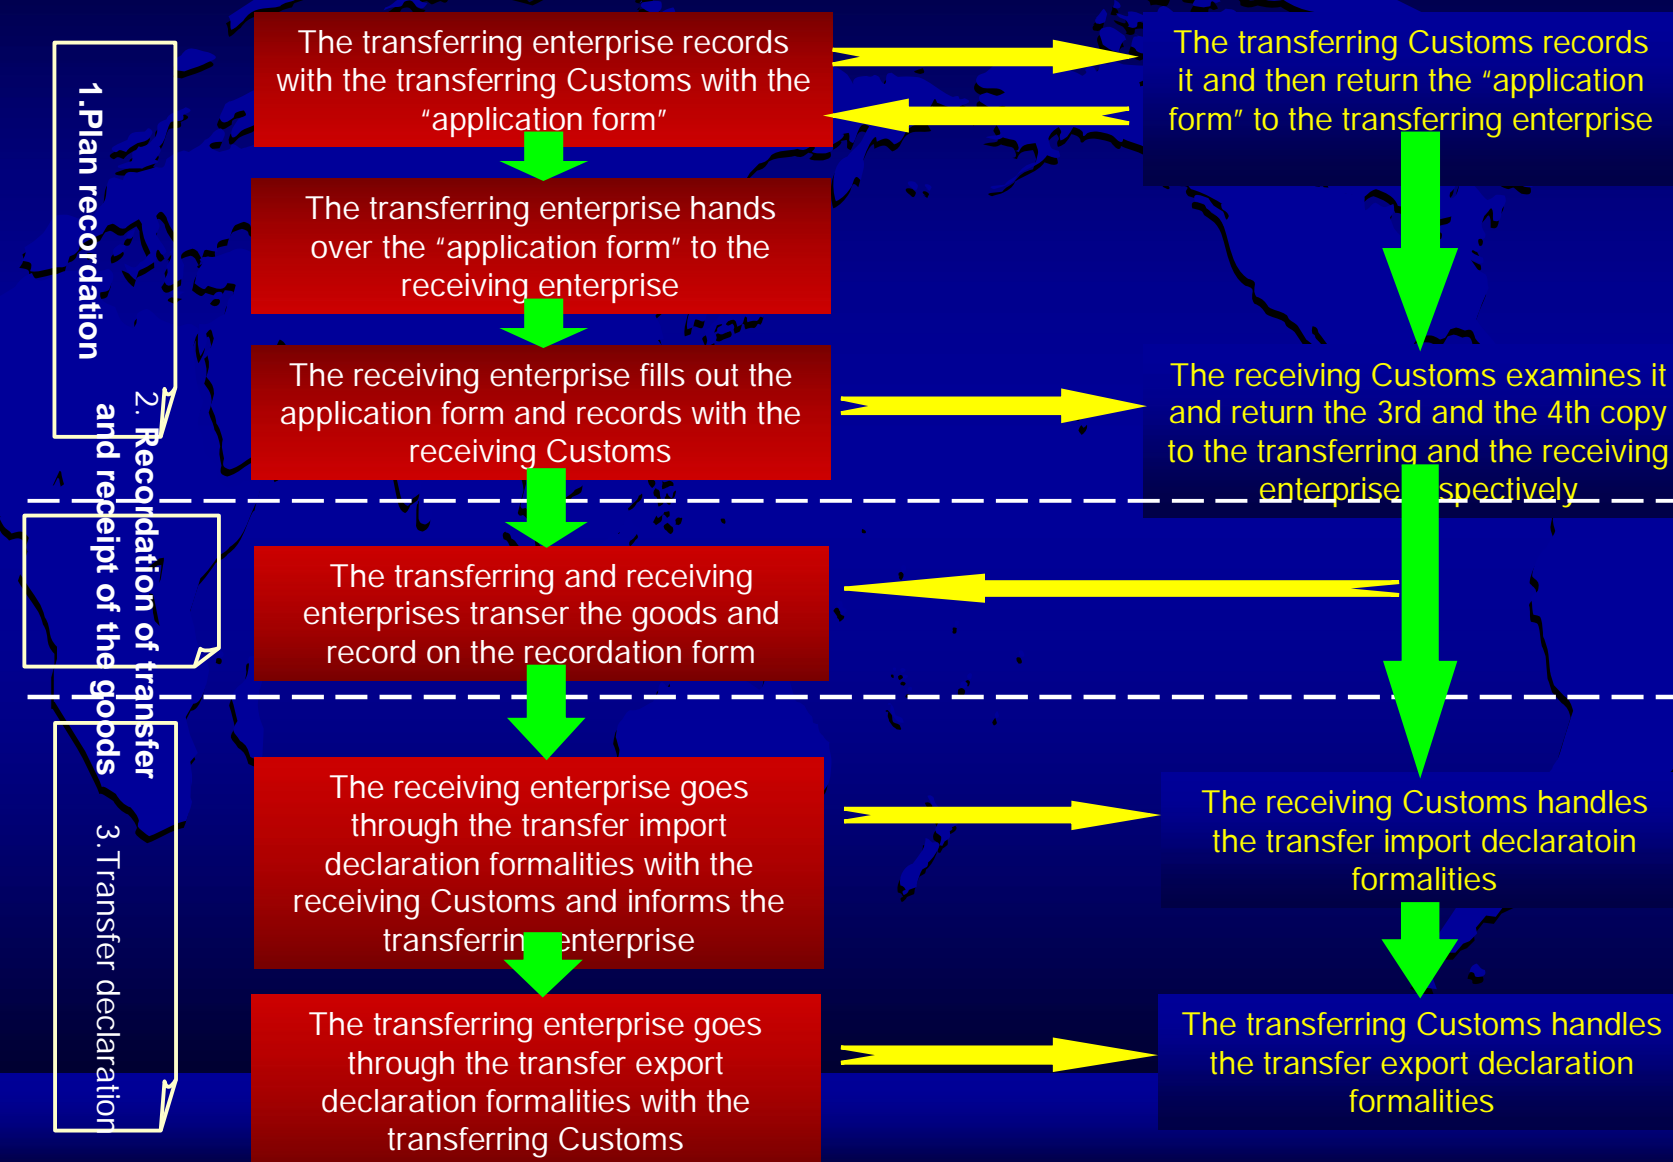 1.Plan recordation
The transferring enterprise records
with the transferring Customs with the
“application form”
The transferring Customs records
it and then return the “application
form” to the transferring enterprise
The transferring enterprise hands
over the “application form” to the
receiving enterprise
The receiving enterprise fills out the
application form and records with the
receiving Customs
The receiving Customs examines it
and return the 3rd and the 4th copy
to the transferring and the receiving
enterprise spectively
2. Recordation of transfer
and receipt of the goods
The transferring and receiving
enterprises transer the goods and
record on the recordation form
3.Transfer declaration
The receiving enterprise goes
through the transfer import
declaration formalities with the
receiving Customs and informs the
transferring enterprise
The receiving Customs handles
the transfer import declaratoin
formalities
The transferring enterprise goes
through the transfer export
declaration formalities with the
transferring Customs
The transferring Customs handles
the transfer export declaration
formalities